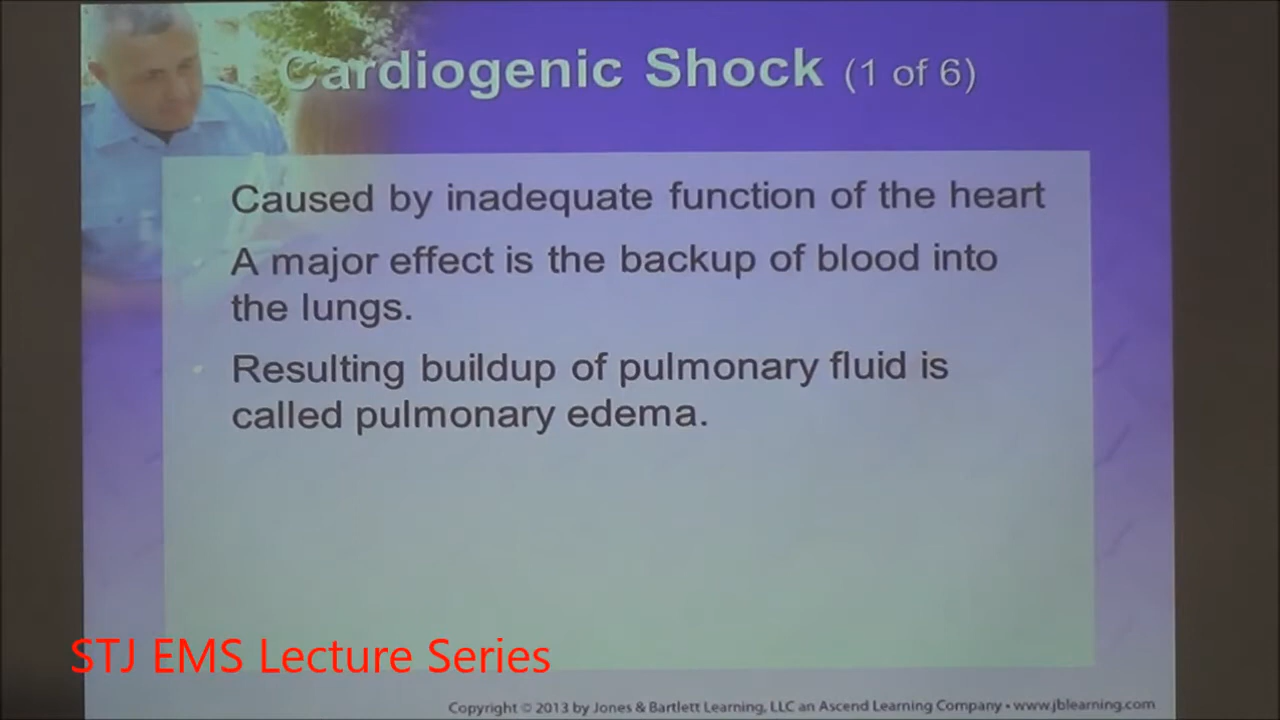 Cardiogenic Shock (1 of 6)
Caused by inadequate function of the heart
A major effect is the backup of blood into
the lungs.
Resulting buildup of pulmonary fluid is
called pulmonary edema.
STJ EMS Lecture Series
Copyright © 2013 by Jones & Bartlett Learning, LLC an Ascend Learning Company • www.jblearning.com